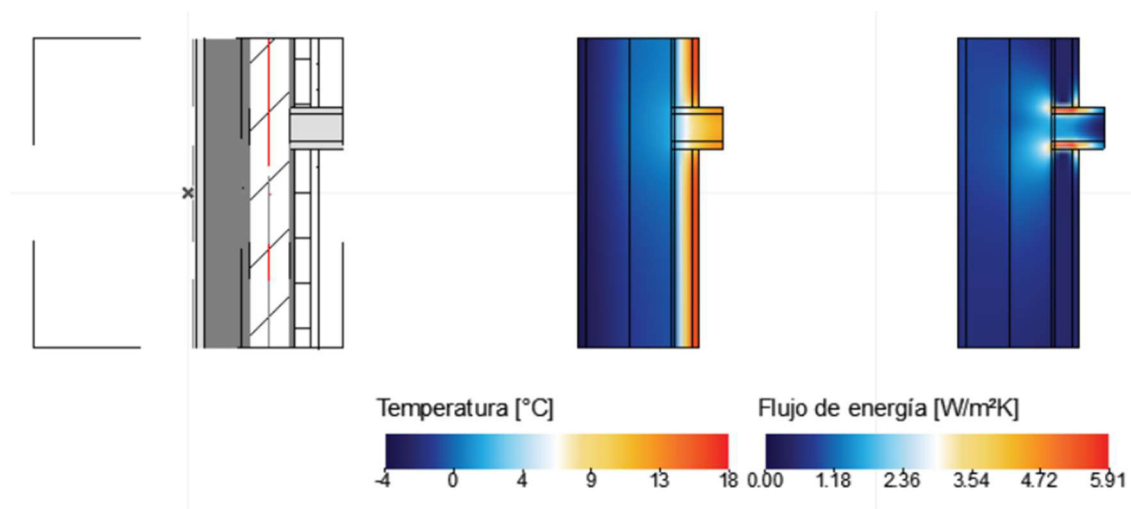 Temperatura [°C]
-4 0 4 9 13 18
Flujo de energía [W/m²K]
0.00 1.18 2.36 3.54 4.72 5.91